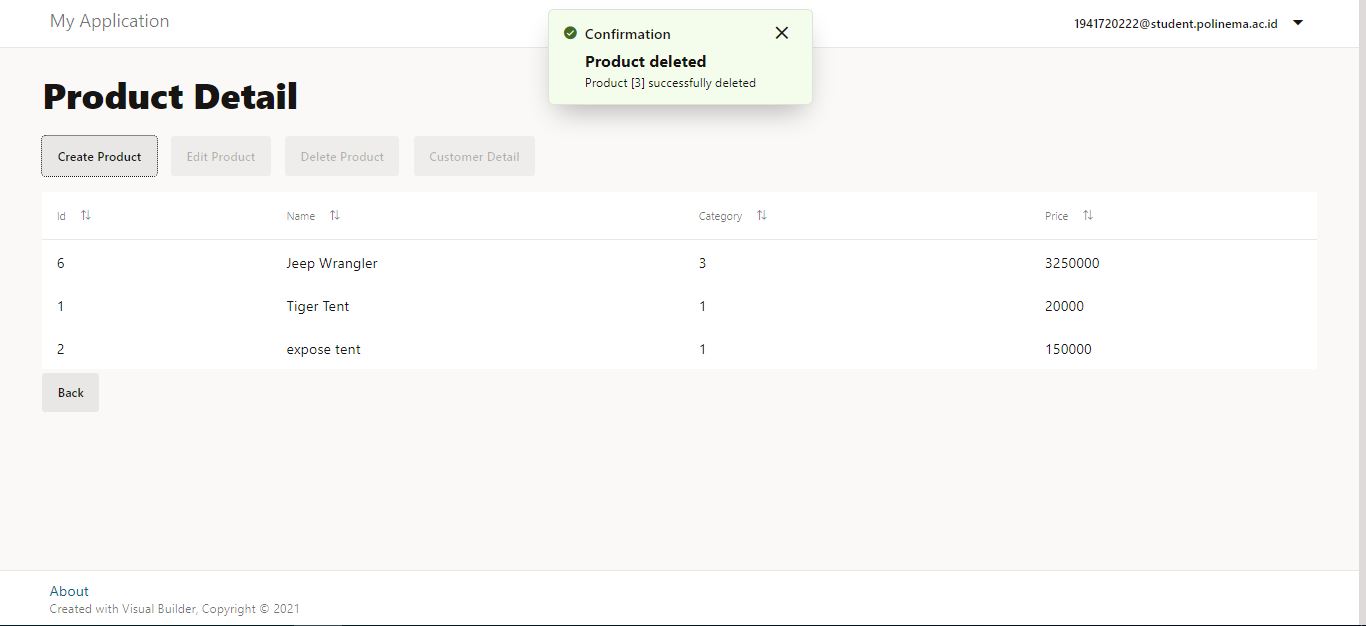 My Application
1941720222@student.polinema.ac.id
Confirmation
Product deleted
Product [3] successfully deleted
Product Detail
Create Product Edit Product Delete Product Customer Detail
Id Name Category Price
6 Jeep Wrangler 3 3250000
1 Tiger Tent 1 20000
2 expose tent 1 150000
Back
About
Created with Visual Builder, Copyright © 2021